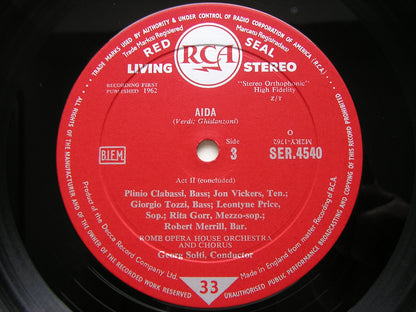 TRADE MARKS USED BY AUTHORITY & UNDER CONTROL OF RADIO CORPORATION OF AMERICA (R.C.A.)
Trade Marks Registered
Marcas Registradas
RED RCA SEAL
LIVING STEREO
RECORDING FIRST
PUBLISHED 1962
"Stereo Orthophonic"
High Fidelity
Z/T
AIDA
(Verdi; Ghislanzoni)
B.I.E.M.
Side
3
O
M2RY-1762
SER.4540
Act II (concluded)
Plinio Clabassi, Bass; Jon Vickers, Ten.;
Giorgio Tozzi, Bass; Leontyne Price,
Sop.; Rita Gorr, Mezzo-sop.;
Robert Merrill, Bar.
ROME OPERA HOUSE ORCHESTRA
AND CHORUS
Georg Solti, Conductor
33
ALL RIGHTS OF THE MANUFACTURER AND OF THE OWNER OF THE RECORDED WORK RESERVED
Product of the Decca Record Company Ltd.
Made in England from master Recording of R.C.A.
UNAUTHORISED PUBLIC PERFORMANCE BROADCASTING AND COPYING OF THIS RECORD PROHIBITED